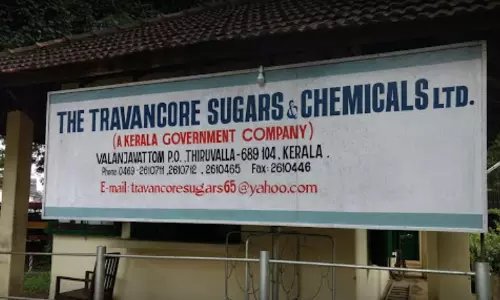 THE TRAVANCORE SUGARS & CHEMICALS LTD.
(A KERALA GOVERNMENT COMPANY)
VALANJAVATTOM P.O., THIRUVALLA-689 104, KERALA.
Phone: 0469-2610711, 2610712, 2610465 Fax: 2610446
E-mail: travancoresugars65@yahoo.com